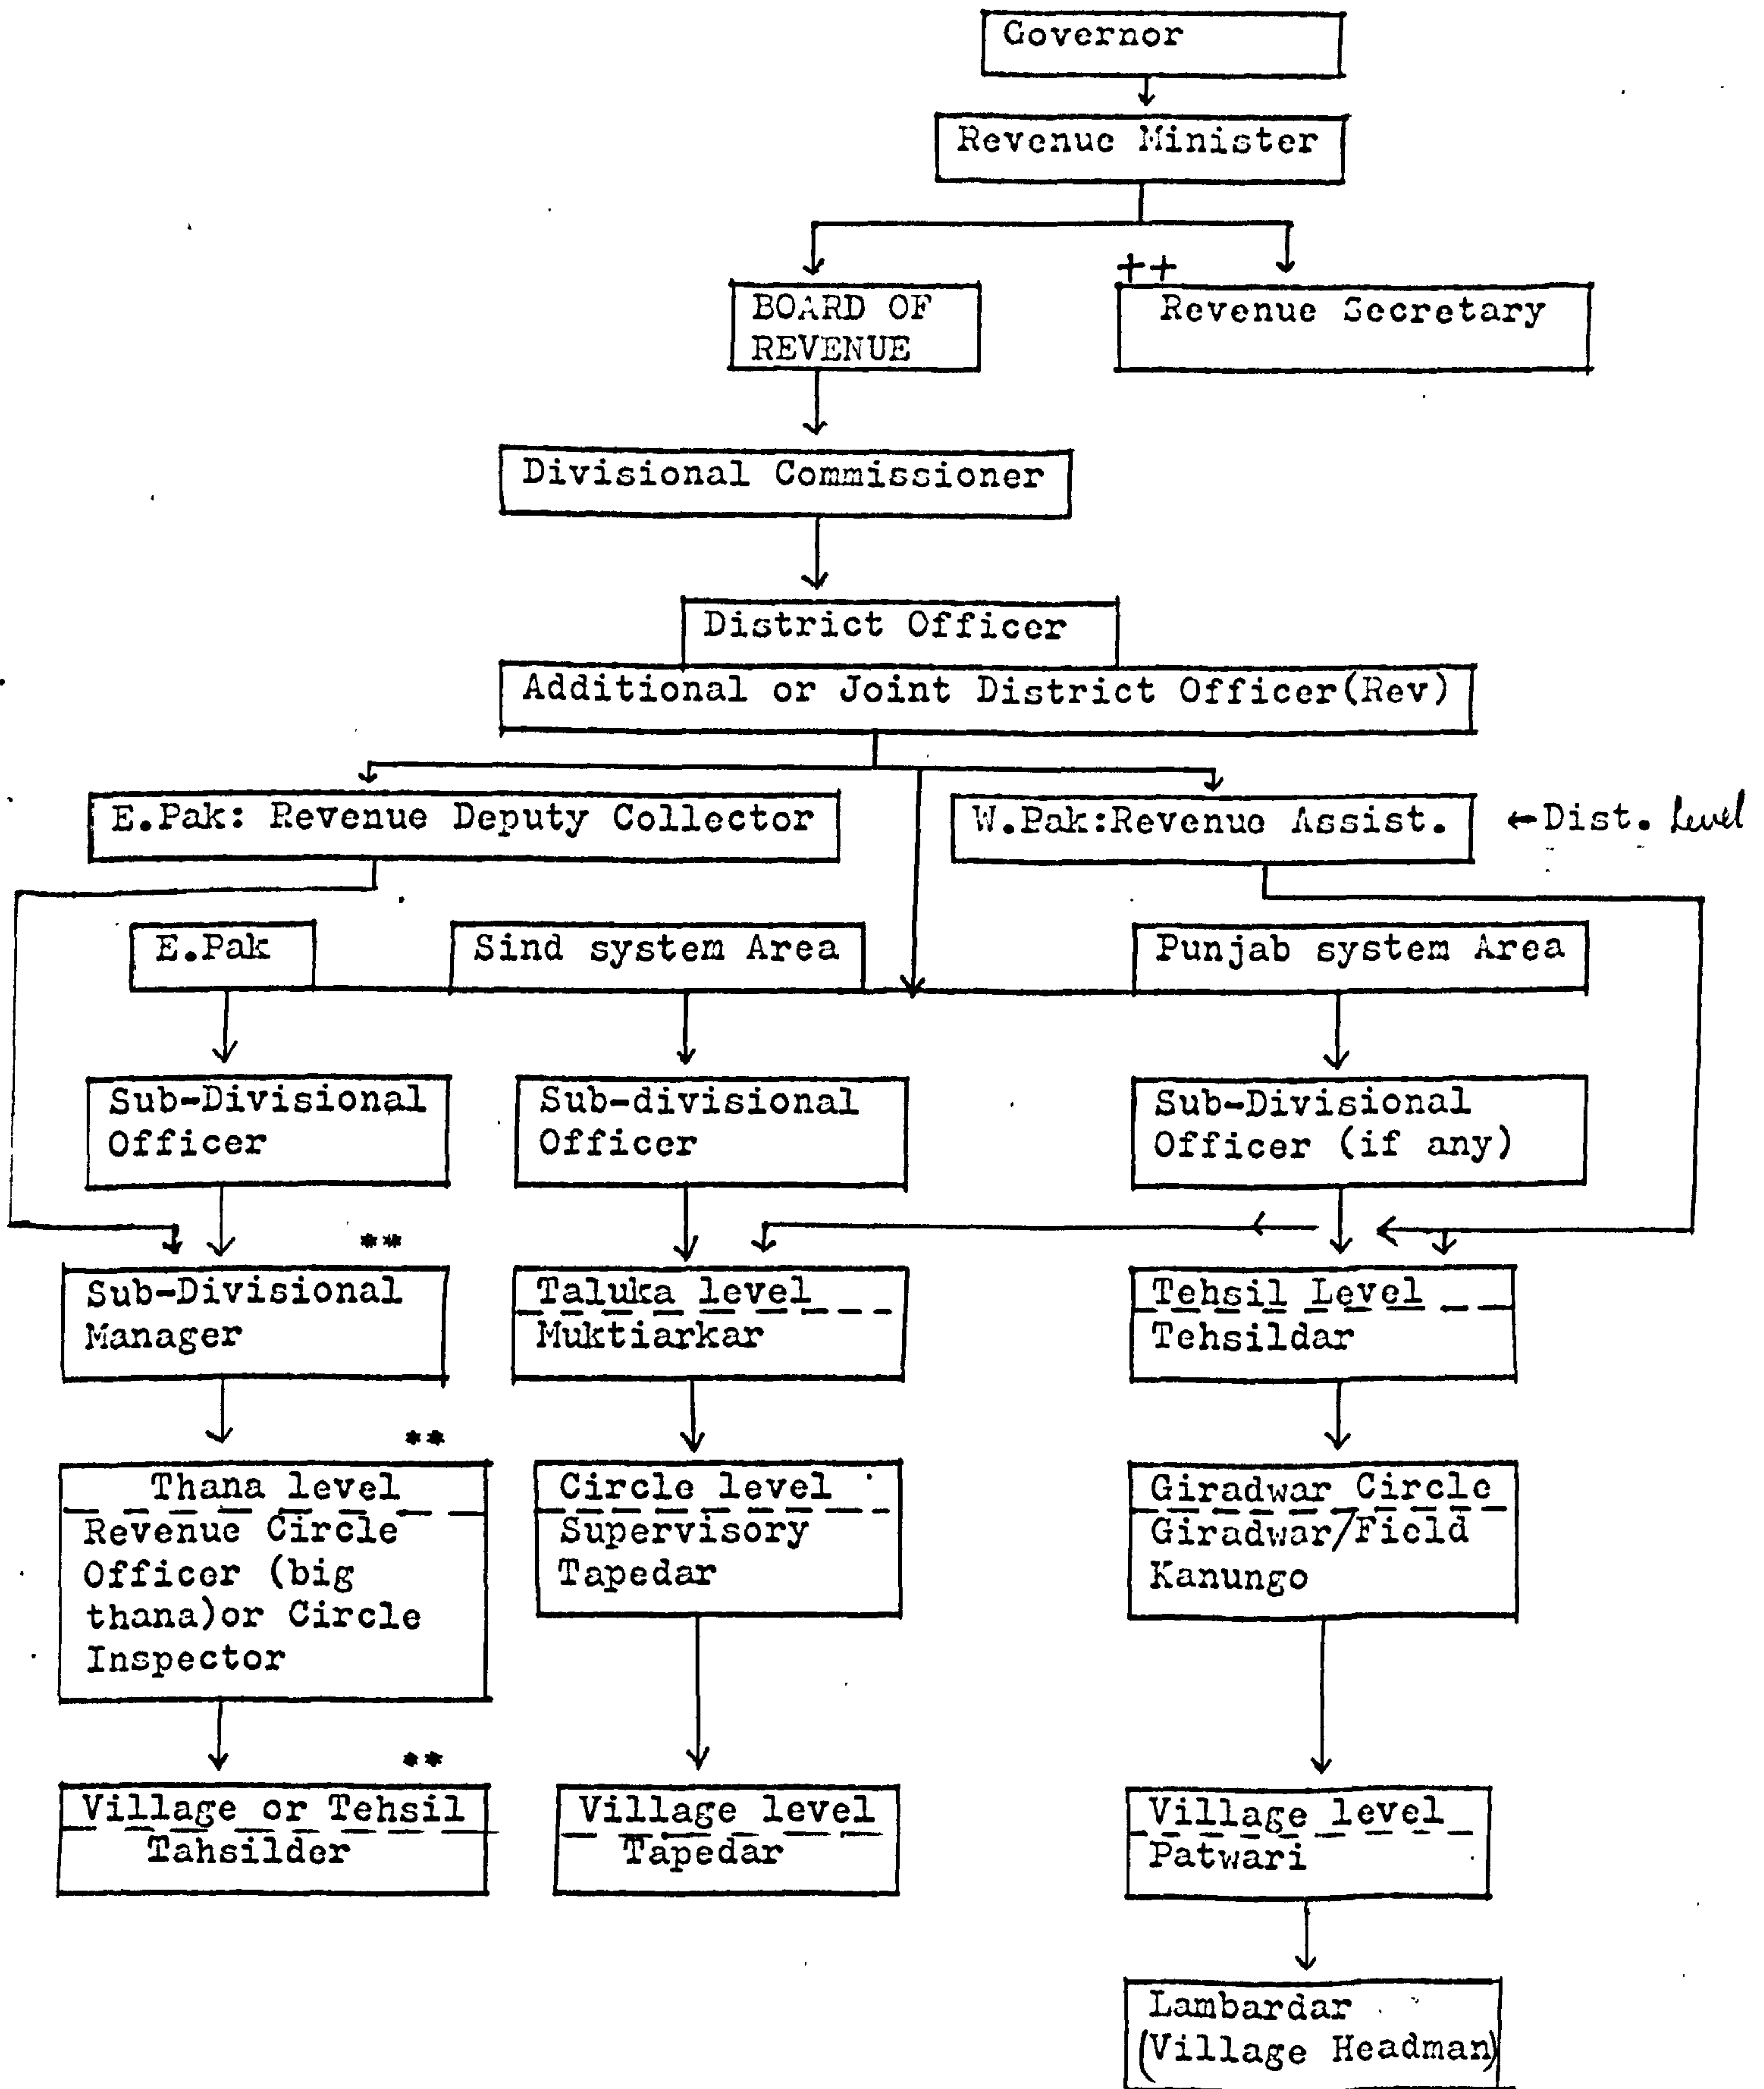 Governor
Revenue Minister
++
BOARD OF
REVENUE
Revenue Secretary
Divisional Commissioner
District Officer
Additional or Joint District Officer(Rev)
E.Pak: Revenue Deputy Collector
W.Pak:Revenue Assist.
←Dist. Level
E.Pak
Sind system Area
Punjab system Area
Sub-Divisional
Officer
Sub-divisional
Officer
Sub-Divisional
Officer (if any)
**
Sub-Divisional
Manager
Taluka level
Muktiarkar
Tehsil Level
Tehsildar
**
Thana level
Revenue Circle
Officer (big
thana)or Circle
Inspector
Circle level
Supervisory
Tapedar
Giradwar Circle
Giradwar/Field
Kanungo
**
Village or Tehsil
Tahsilder
Village level
Tapedar
Village level
Patwari
Lambardar
(Village Headman)